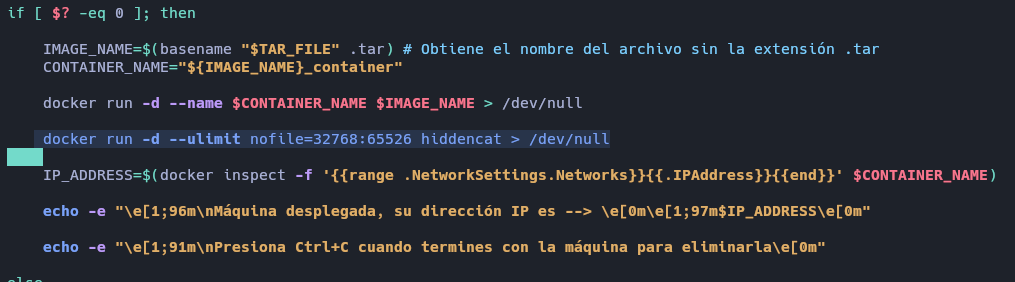 if [ $? -eq 0 ]; then
IMAGE_NAME=$(basename "$TAR_FILE" .tar) # Obtiene el nombre del archivo sin la extensión .tar
CONTAINER_NAME="${IMAGE_NAME}_container"
docker run -d --name $CONTAINER_NAME $IMAGE_NAME > /dev/null
docker run -d --ulimit nofile=32768:65526 hiddencat > /dev/null
IP_ADDRESS=$(docker inspect -f '{{range .NetworkSettings.Networks}}{{.IPAddress}}{{end}}' $CONTAINER_NAME)
echo -e "\e[1;96m\nMáquina desplegada, su dirección IP es --> \e[0m\e[1;97m$IP_ADDRESS\e[0m"
echo -e "\e[1;91m\nPresiona Ctrl+C cuando termines con la máquina para eliminarla\e[0m"